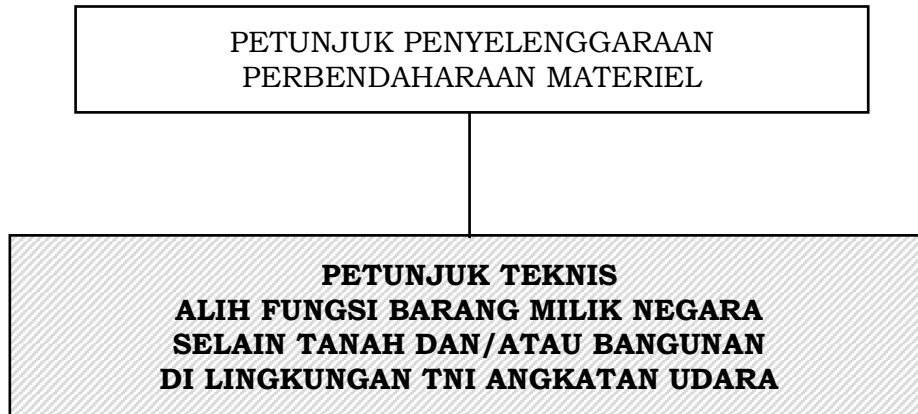 PETUNJUK PENYELENGGARAAN
PERBENDAHARAAN MATERIEL
PETUNJUK TEKNIS
ALIH FUNGSI BARANG MILIK NEGARA
SELAIN TANAH DAN/ATAU BANGUNAN
DI LINGKUNGAN TNI ANGKATAN UDARA